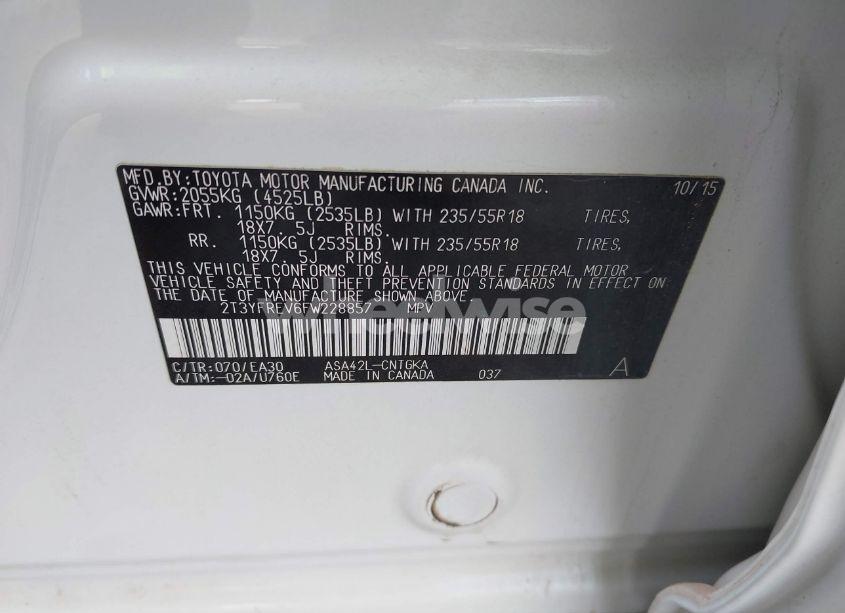 MFD.BY:TOYOTA MOTOR MANUFACTURING CANADA INC. 10/15
GVWR:2055KG (4525LB)
GAWR:FRT. 1150KG (2535LB) WITH 235/55R18 TIRES,
18X7. 5J RIMS.
RR. 1150KG (2535LB) WITH 235/55R18 TIRES,
18X7. 5J RIMS.
THIS VEHICLE CONFORMS TO ALL APPLICABLE FEDERAL MOTOR
VEHICLE SAFETY AND THEFT PREVENTION STANDARDS IN EFFECT ON
THE DATE OF MANUFACTURE SHOWN ABOVE.
2T3YFREV6FW228857 MPV
wheelwise
C/TR:070/EA30 ASA42L-CNTGKA
A/TM:-02A/U760E MADE IN CANADA 037 A